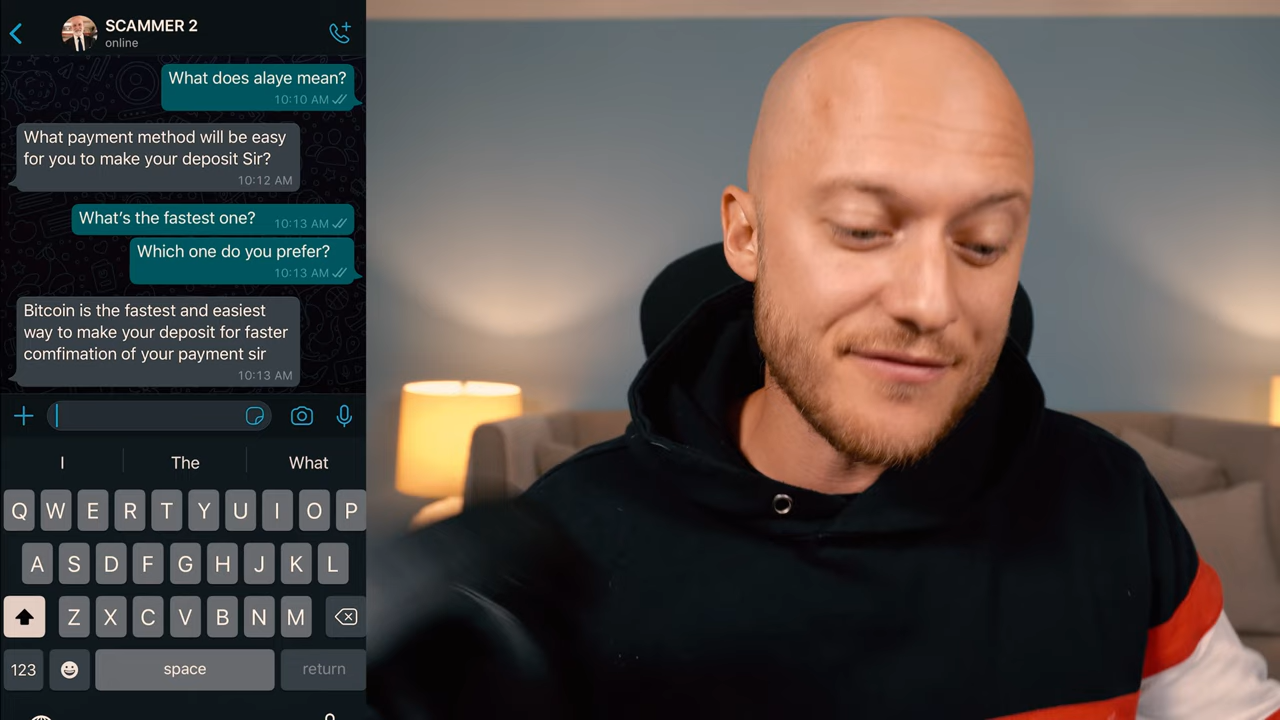 SCAMMER 2
online
What does alaye mean?
10:10 AM
What payment method will be easy
for you to make your deposit Sir?
10:12 AM
What's the fastest one?
10:13 AM
Which one do you prefer?
10:13 AM
Bitcoin is the fastest and easiest
way to make your deposit for faster
comfimation of your payment sir
10:13 AM
I The What
Q W E R T Y U I O P
A S D F G H J K L
Z X C V B N M
123 space return